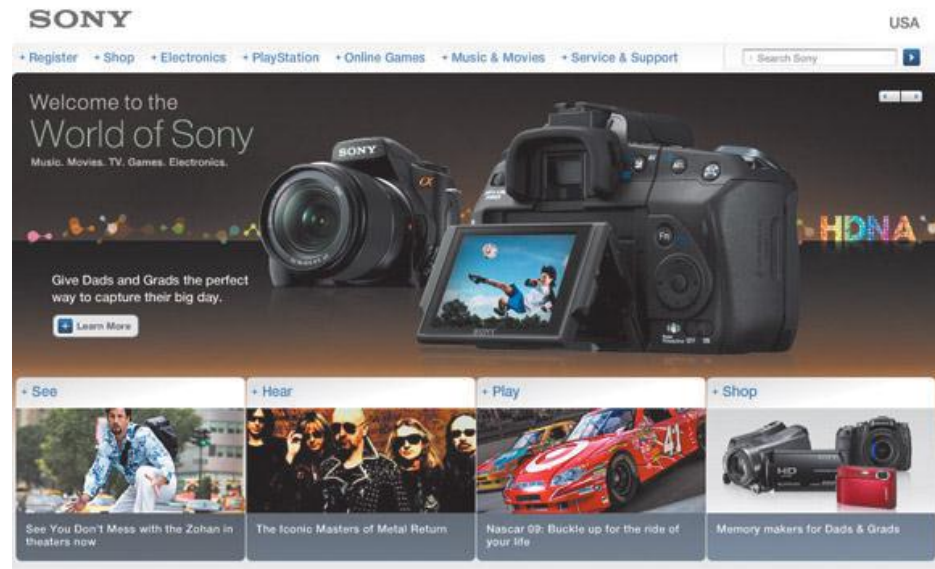 SONY
USA
+ Register + Shop + Electronics + PlayStation + Online Games + Music & Movies + Service & Support
Search Sony
Welcome to the
World of Sony
Music. Movies. TV. Games. Electronics.
SONY
α
Fn
HDNA
SONY
Give Dads and Grads the perfect
way to capture their big day.
+ Learn More
+ See
+ Hear
+ Play
+ Shop
41
HD
See You Don't Mess with the Zohan in
theaters now
The Iconic Masters of Metal Return
Nascar 09: Buckle up for the ride of
your life
Memory makers for Dads & Grads